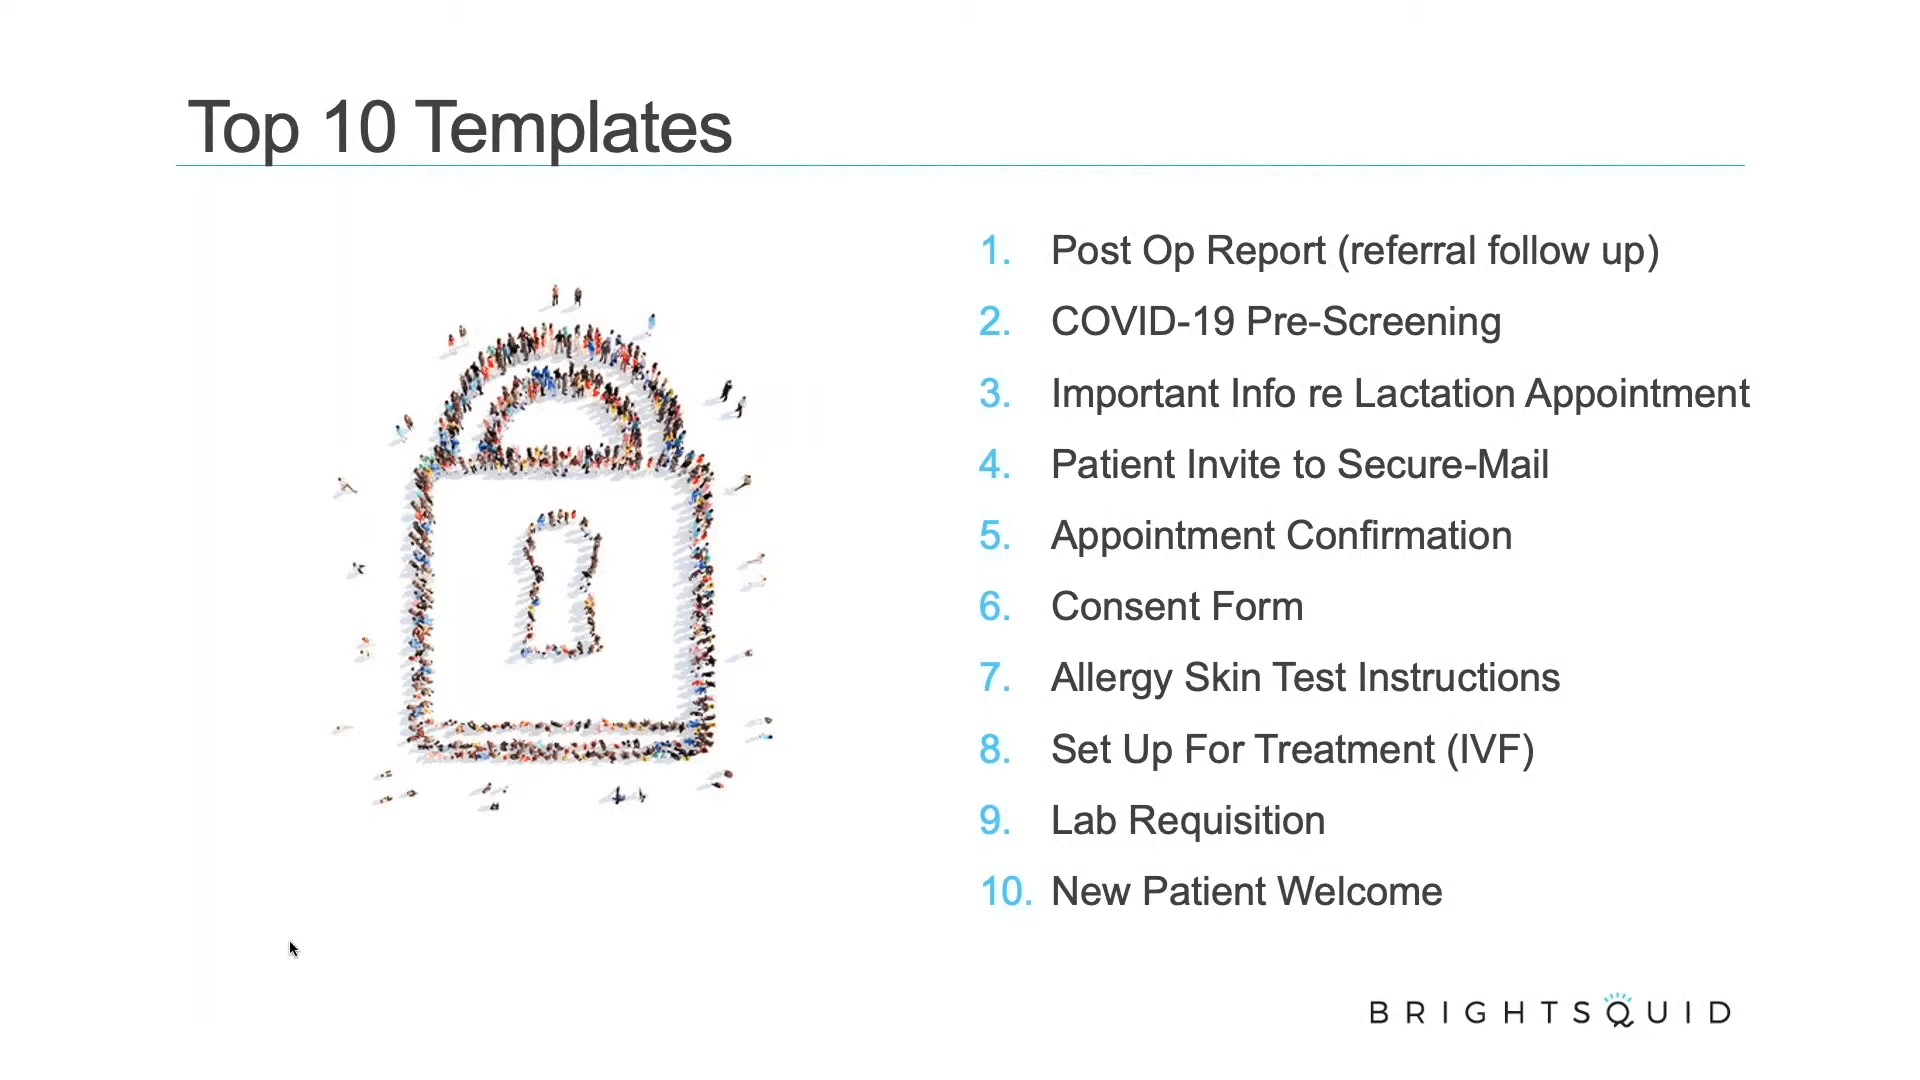 Top 10 Templates
1. Post Op Report (referral follow up)
2. COVID-19 Pre-Screening
3. Important Info re Lactation Appointment
4. Patient Invite to Secure-Mail
5. Appointment Confirmation
6. Consent Form
7. Allergy Skin Test Instructions
8. Set Up For Treatment (IVF)
9. Lab Requisition
10. New Patient Welcome
BRIGHTSQUID